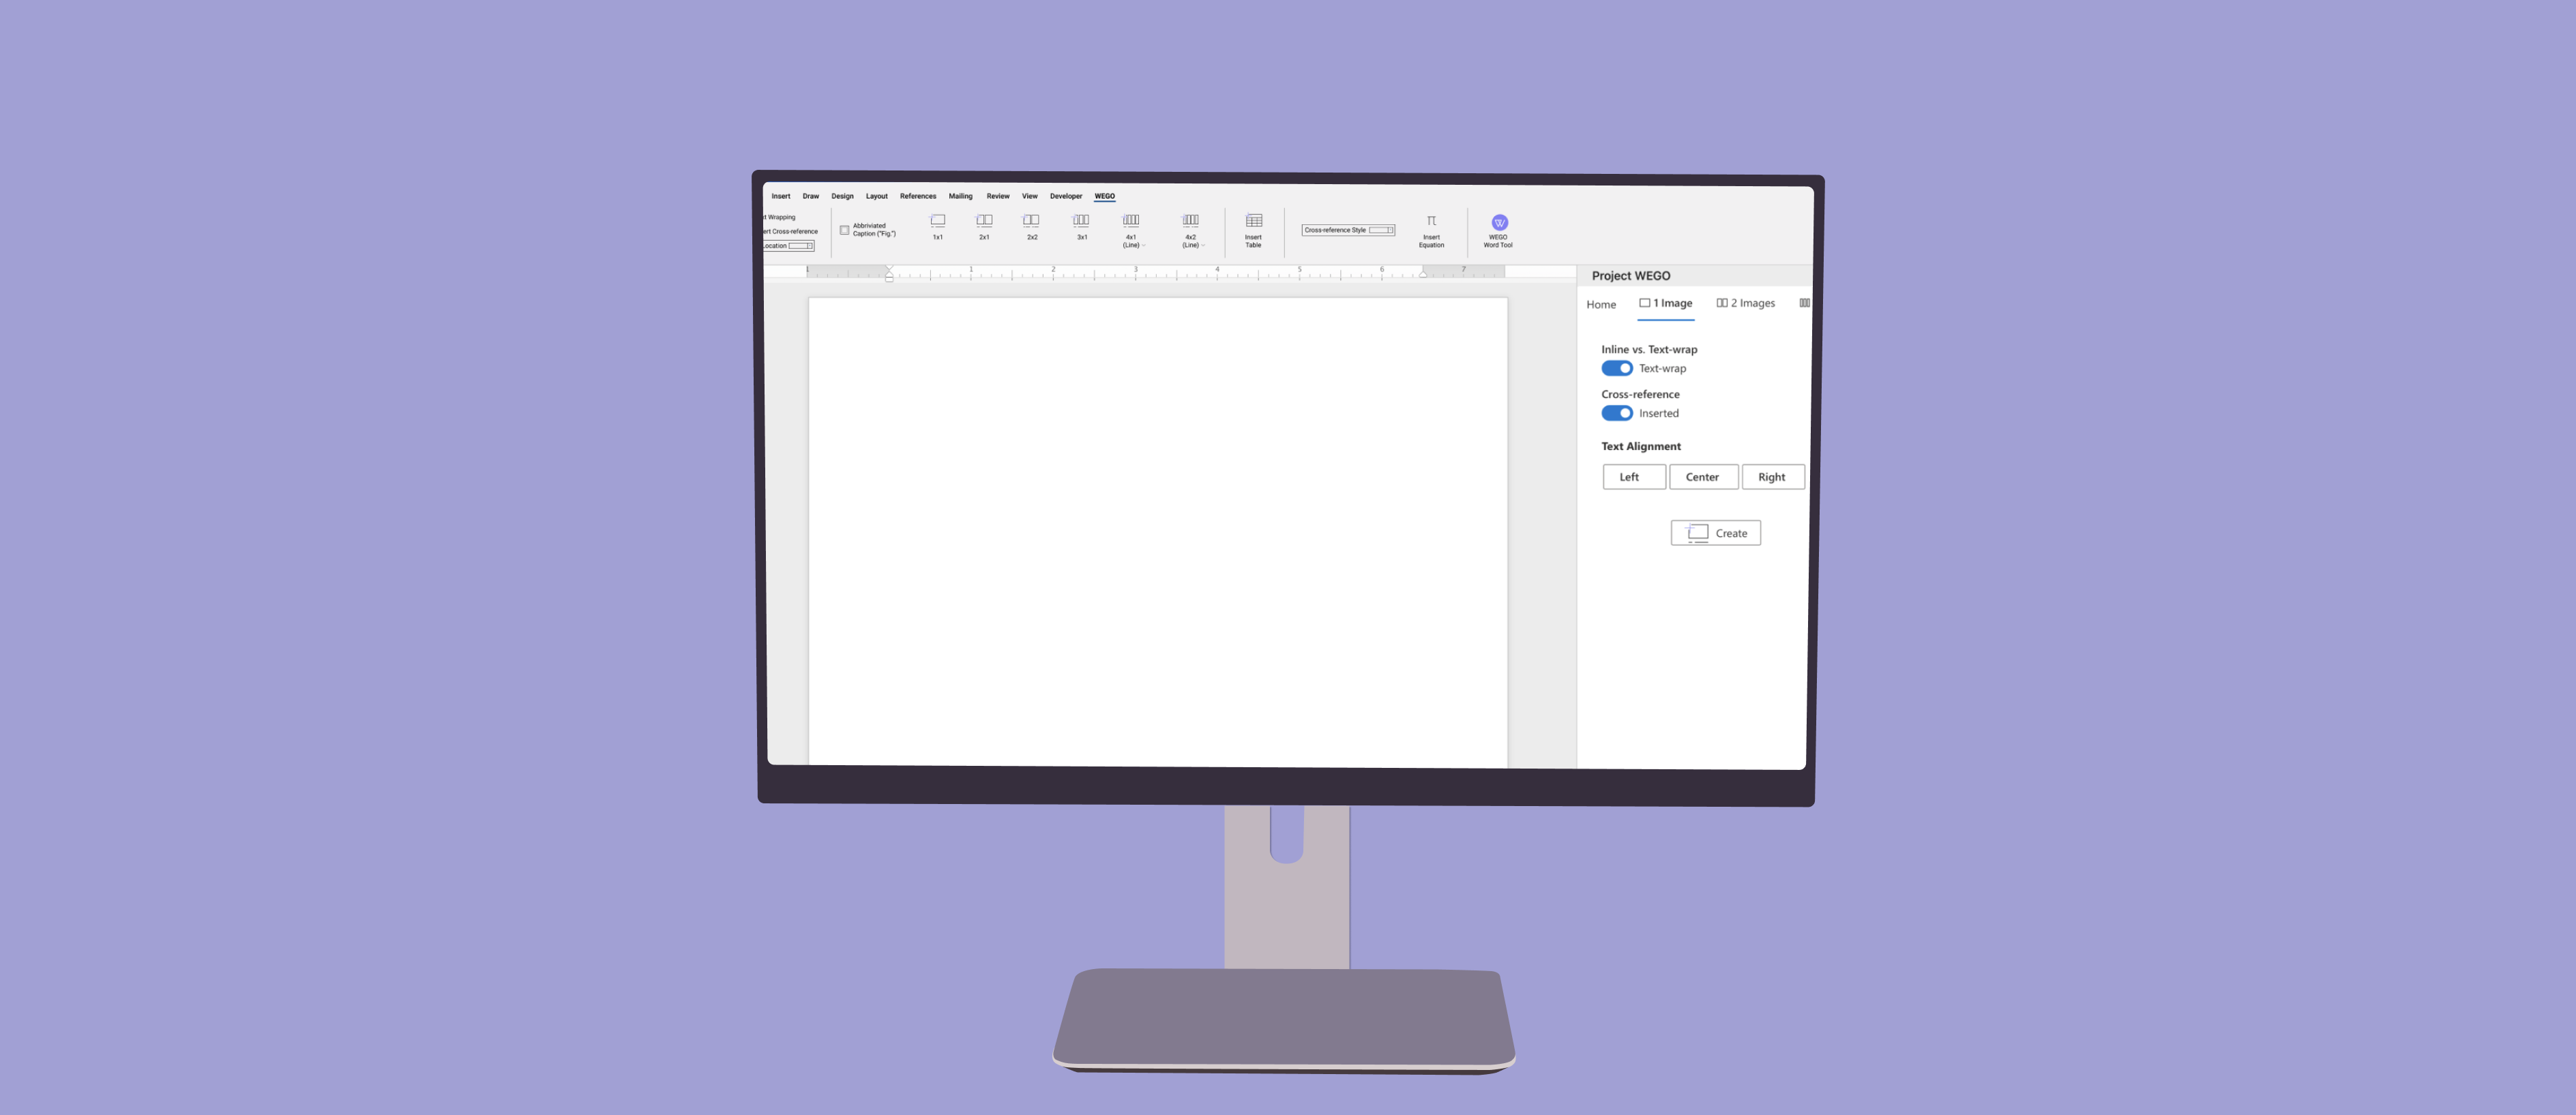 Insert Draw Design Layout References Mailing Review View Developer WEGO
Wrapping
Cross-reference
Location
Abbriviated
Caption ("Fig.")
1x1
2x1
2x2
3x1
4x1
(Line)
4x2
(Line)
Insert
Table
Cross-reference Style
π
Insert
Equation
W
WEGO
Word Tool
1 1 2 3 4 5 6 7
Project WEGO
Home 1 Image 2 Images
Inline vs. Text-wrap
Text-wrap
Cross-reference
Inserted
Text Alignment
Left Center Right
Create